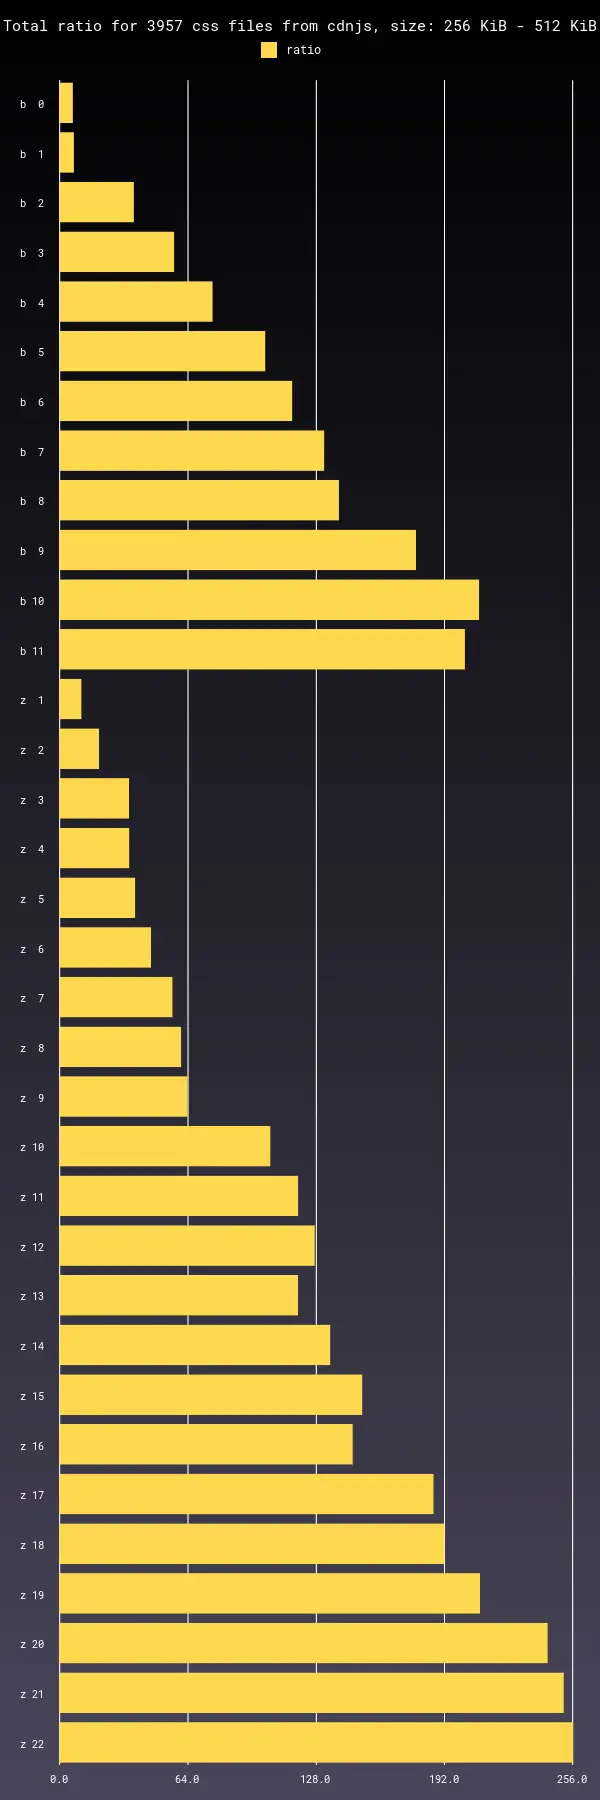 Total ratio for 3957 css files from cdnjs, size: 256 KiB - 512 KiB
ratio
b 0
b 1
b 2
b 3
b 4
b 5
b 6
b 7
b 8
b 9
b 10
b 11
z 1
z 2
z 3
z 4
z 5
z 6
z 7
z 8
z 9
z 10
z 11
z 12
z 13
z 14
z 15
z 16
z 17
z 18
z 19
z 20
z 21
z 22
0.0 64.0 128.0 192.0 256.0